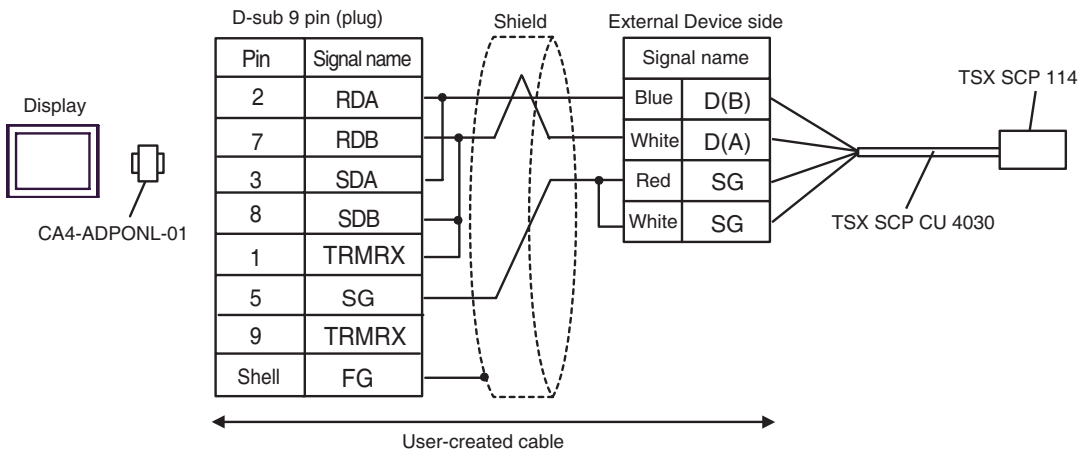 D-sub 9 pin (plug)
Shield
External Device side
Display
CA4-ADPONL-01
Pin Signal name
2 RDA
7 RDB
3 SDA
8 SDB
1 TRMRX
5 SG
9 TRMRX
Shell FG
Signal name
Blue D(B)
White D(A)
Red SG
White SG
TSX SCP 114
TSX SCP CU 4030
User-created cable